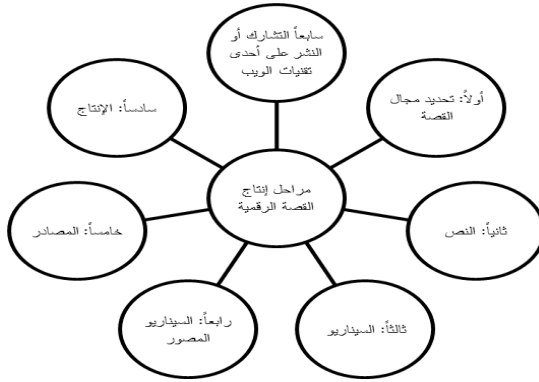 مراحل إنتاج
القصة الرقمية
أولاً: تحديد مجال
القصة
ثانياً: النص
ثالثاً: السيناريو
رابعاً: السيناريو
المصور
خامساً: المصادر
سادساً: الإنتاج
سابعاً التشارك أو
النشر على أحدى
تقنيات الويب